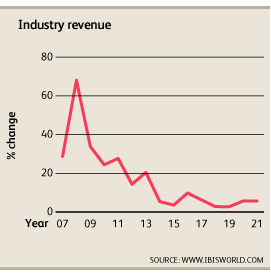 Industry revenue
80
60
40
20
0
% change
Year 07 09 11 13 15 17 19 21
SOURCE: WWW.IBISWORLD.COM